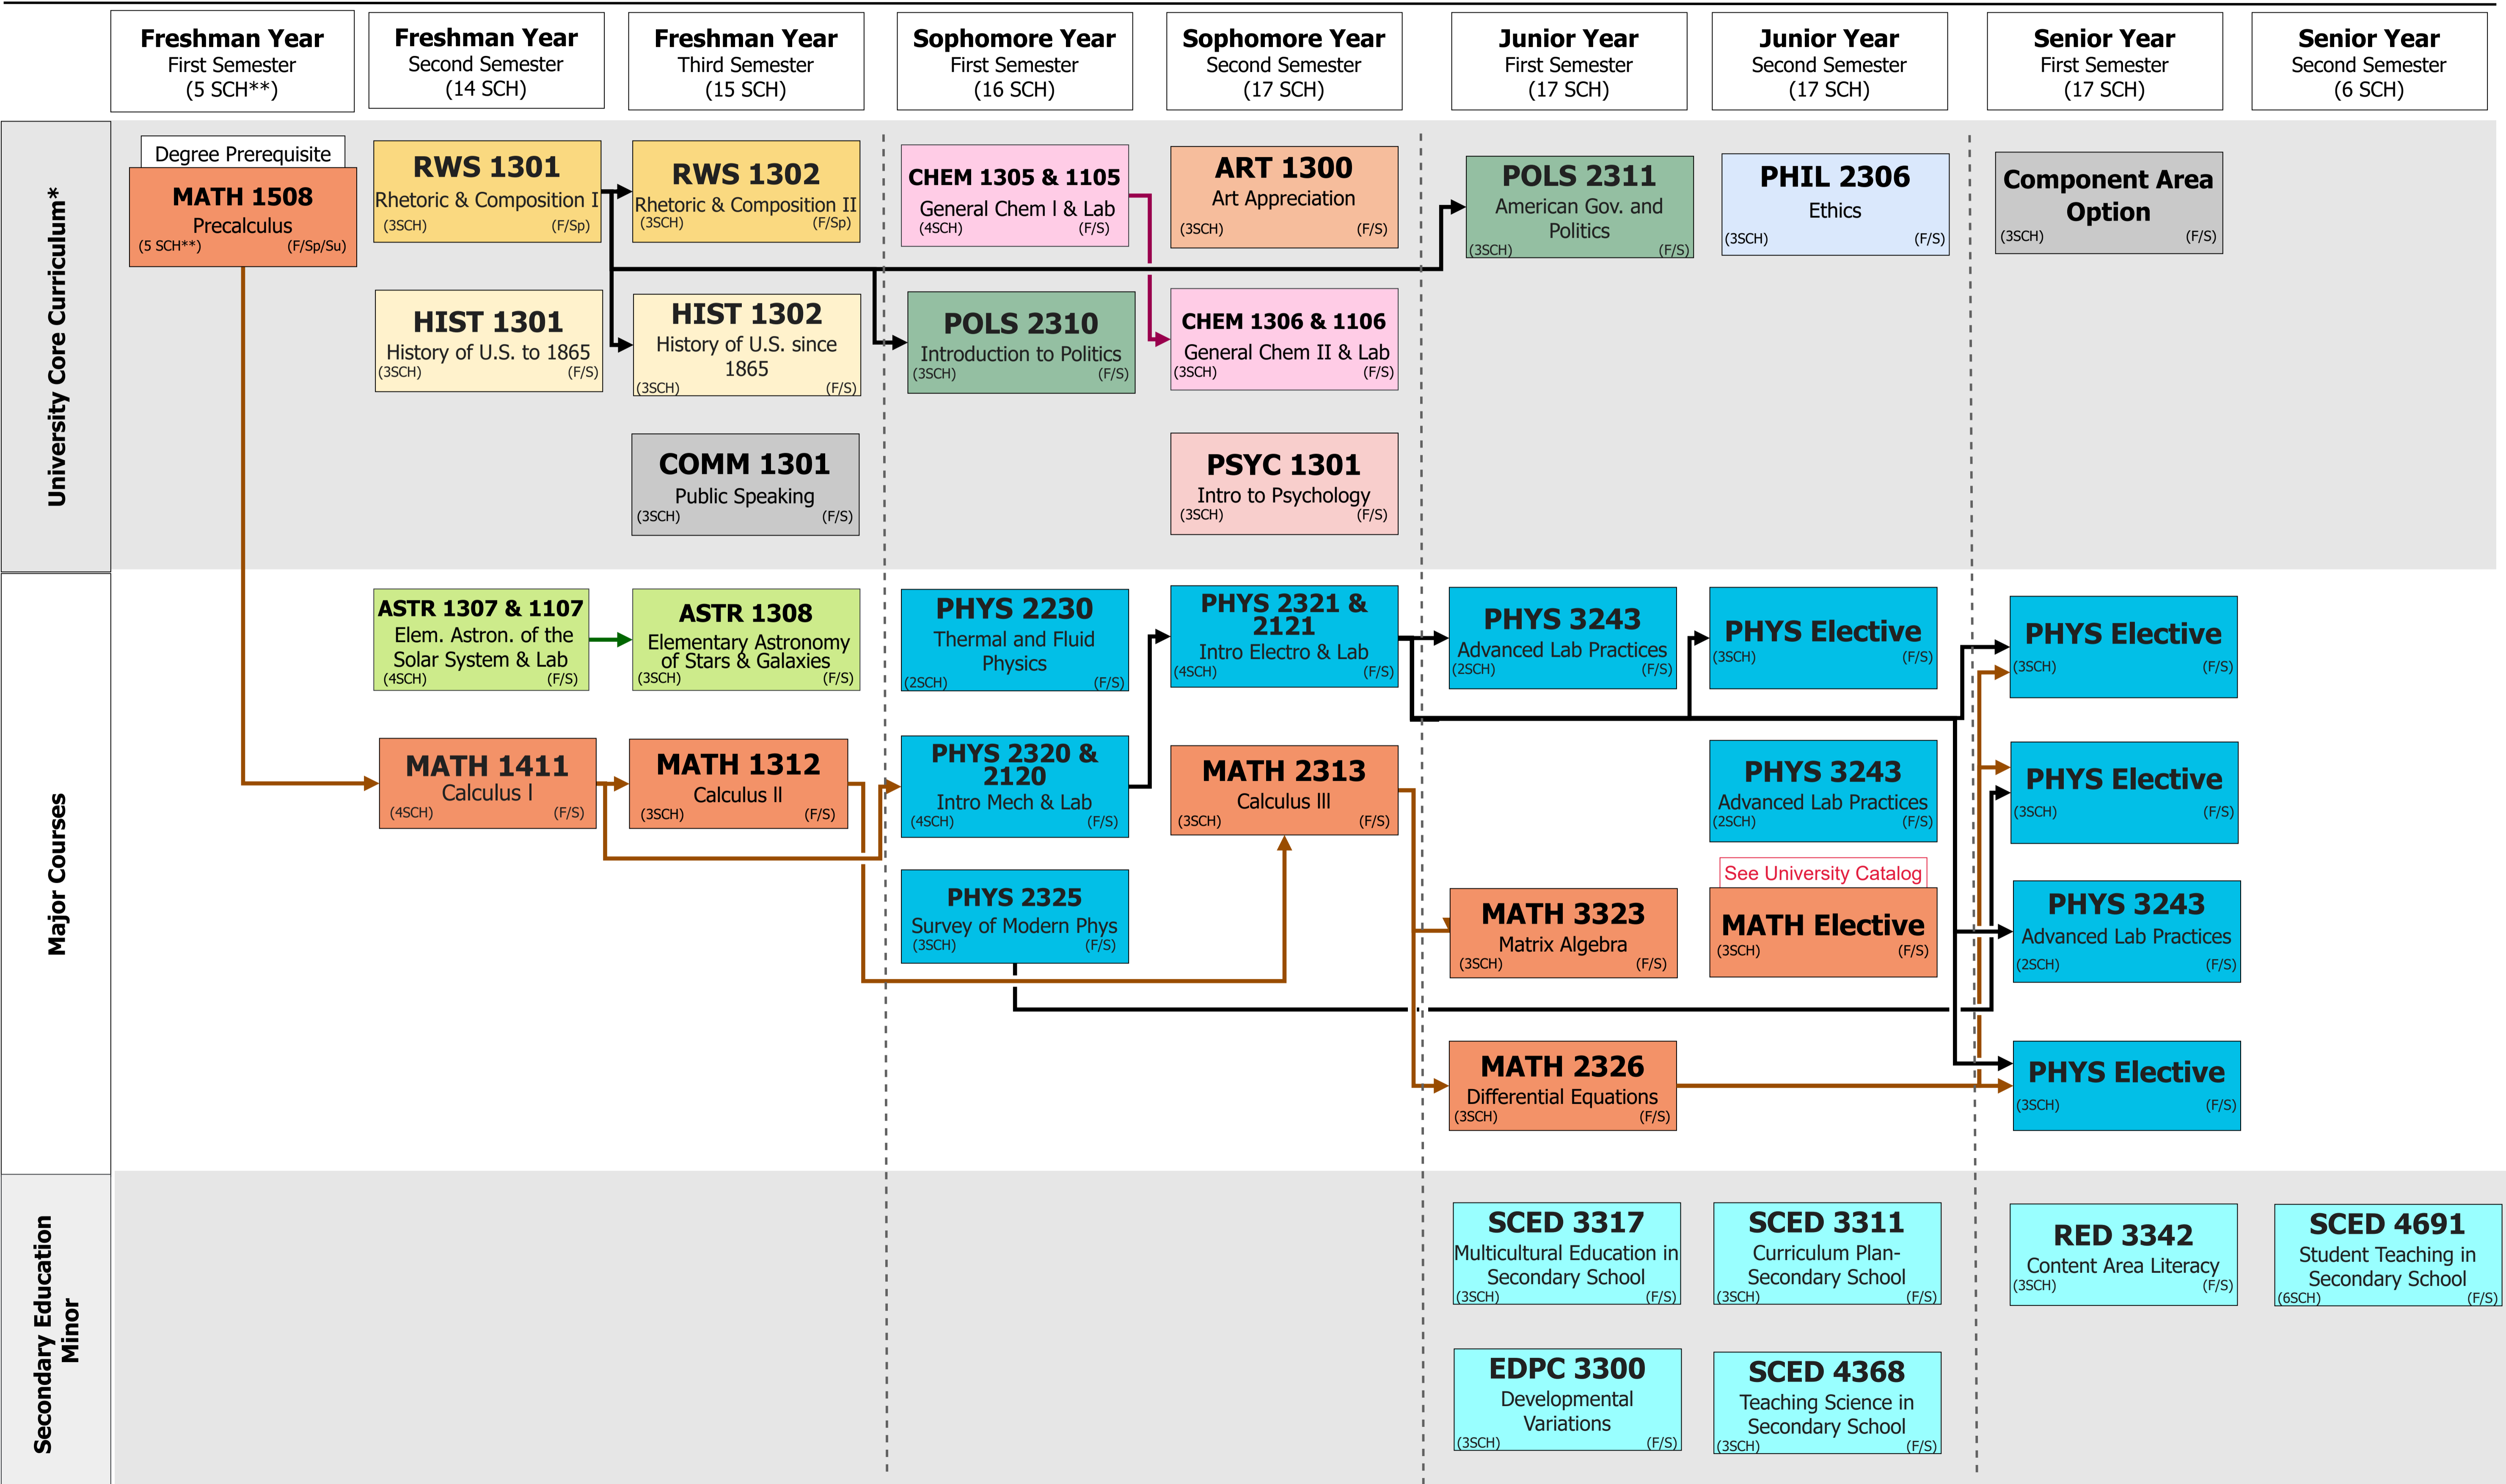 Freshman Year
First Semester
(5 SCH**)
Freshman Year
Second Semester
(14 SCH)
Freshman Year
Third Semester
(15 SCH)
Sophomore Year
First Semester
(16 SCH)
Sophomore Year
Second Semester
(17 SCH)
Junior Year
First Semester
(17 SCH)
Junior Year
Second Semester
(17 SCH)
Senior Year
First Semester
(17 SCH)
Senior Year
Second Semester
(6 SCH)
University Core Curriculum*
Degree Prerequisite
MATH 1508
Precalculus
(5 SCH**) (F/Sp/Su)
RWS 1301
Rhetoric & Composition I
(3SCH) (F/Sp)
RWS 1302
Rhetoric & Composition II
(3SCH) (F/Sp)
CHEM 1305 & 1105
General Chem I & Lab
(4SCH) (F/S)
ART 1300
Art Appreciation
(3SCH) (F/S)
POLS 2311
American Gov. and
Politics
(3SCH) (F/S)
PHIL 2306
Ethics
(3SCH) (F/S)
Component Area
Option
(3SCH) (F/S)
HIST 1301
History of U.S. to 1865
(3SCH) (F/S)
HIST 1302
History of U.S. since
1865
(3SCH) (F/S)
POLS 2310
Introduction to Politics
(3SCH) (F/S)
CHEM 1306 & 1106
General Chem II & Lab
(3SCH) (F/S)
COMM 1301
Public Speaking
(3SCH) (F/S)
PSYC 1301
Intro to Psychology
(3SCH) (F/S)
Major Courses
ASTR 1307 & 1107
Elem. Astron. of the
Solar System & Lab
(4SCH) (F/S)
ASTR 1308
Elementary Astronomy
of Stars & Galaxies
(3SCH) (F/S)
PHYS 2230
Thermal and Fluid
Physics
(2SCH) (F/S)
PHYS 2321 &
2121
Intro Electro & Lab
(4SCH) (F/S)
PHYS 3243
Advanced Lab Practices
(2SCH) (F/S)
PHYS Elective
(3SCH) (F/S)
PHYS Elective
(3SCH) (F/S)
MATH 1411
Calculus I
(4SCH) (F/S)
MATH 1312
Calculus II
(3SCH) (F/S)
PHYS 2320 &
2120
Intro Mech & Lab
(4SCH) (F/S)
MATH 2313
Calculus III
(3SCH) (F/S)
PHYS 3243
Advanced Lab Practices
(2SCH) (F/S)
PHYS Elective
(3SCH) (F/S)
PHYS 2325
Survey of Modern Phys
(3SCH) (F/S)
MATH 3323
Matrix Algebra
(3SCH) (F/S)
See University Catalog
MATH Elective
(3SCH) (F/S)
PHYS 3243
Advanced Lab Practices
(2SCH) (F/S)
MATH 2326
Differential Equations
(3SCH) (F/S)
PHYS Elective
(3SCH) (F/S)
Secondary Education
Minor
SCED 3317
Multicultural Education in
Secondary School
(3SCH) (F/S)
SCED 3311
Curriculum Plan-
Secondary School
(3SCH) (F/S)
RED 3342
Content Area Literacy
(3SCH) (F/S)
SCED 4691
Student Teaching in
Secondary School
(6SCH) (F/S)
EDPC 3300
Developmental
Variations
(3SCH) (F/S)
SCED 4368
Teaching Science in
Secondary School
(3SCH) (F/S)